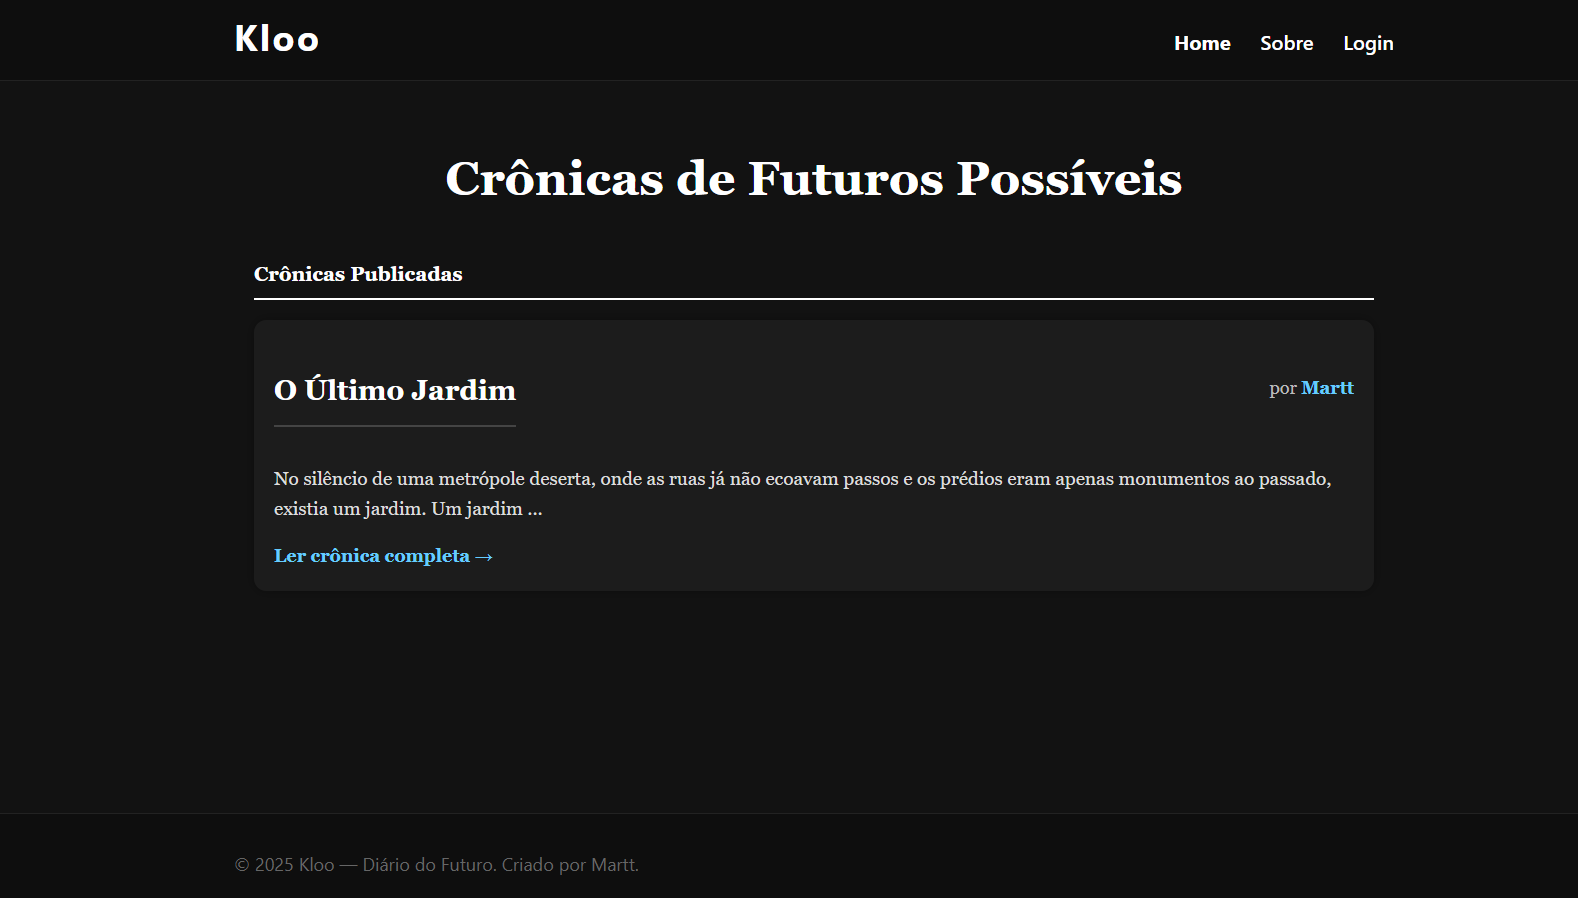 Kloo
Home Sobre Login
Crônicas de Futuros Possíveis
Crônicas Publicadas
O Último Jardim
por Martt
No silêncio de uma metrópole deserta, onde as ruas já não ecoavam passos e os prédios eram apenas monumentos ao passado,
existia um jardim. Um jardim ...
Ler crônica completa →
© 2025 Kloo — Diário do Futuro. Criado por Martt.